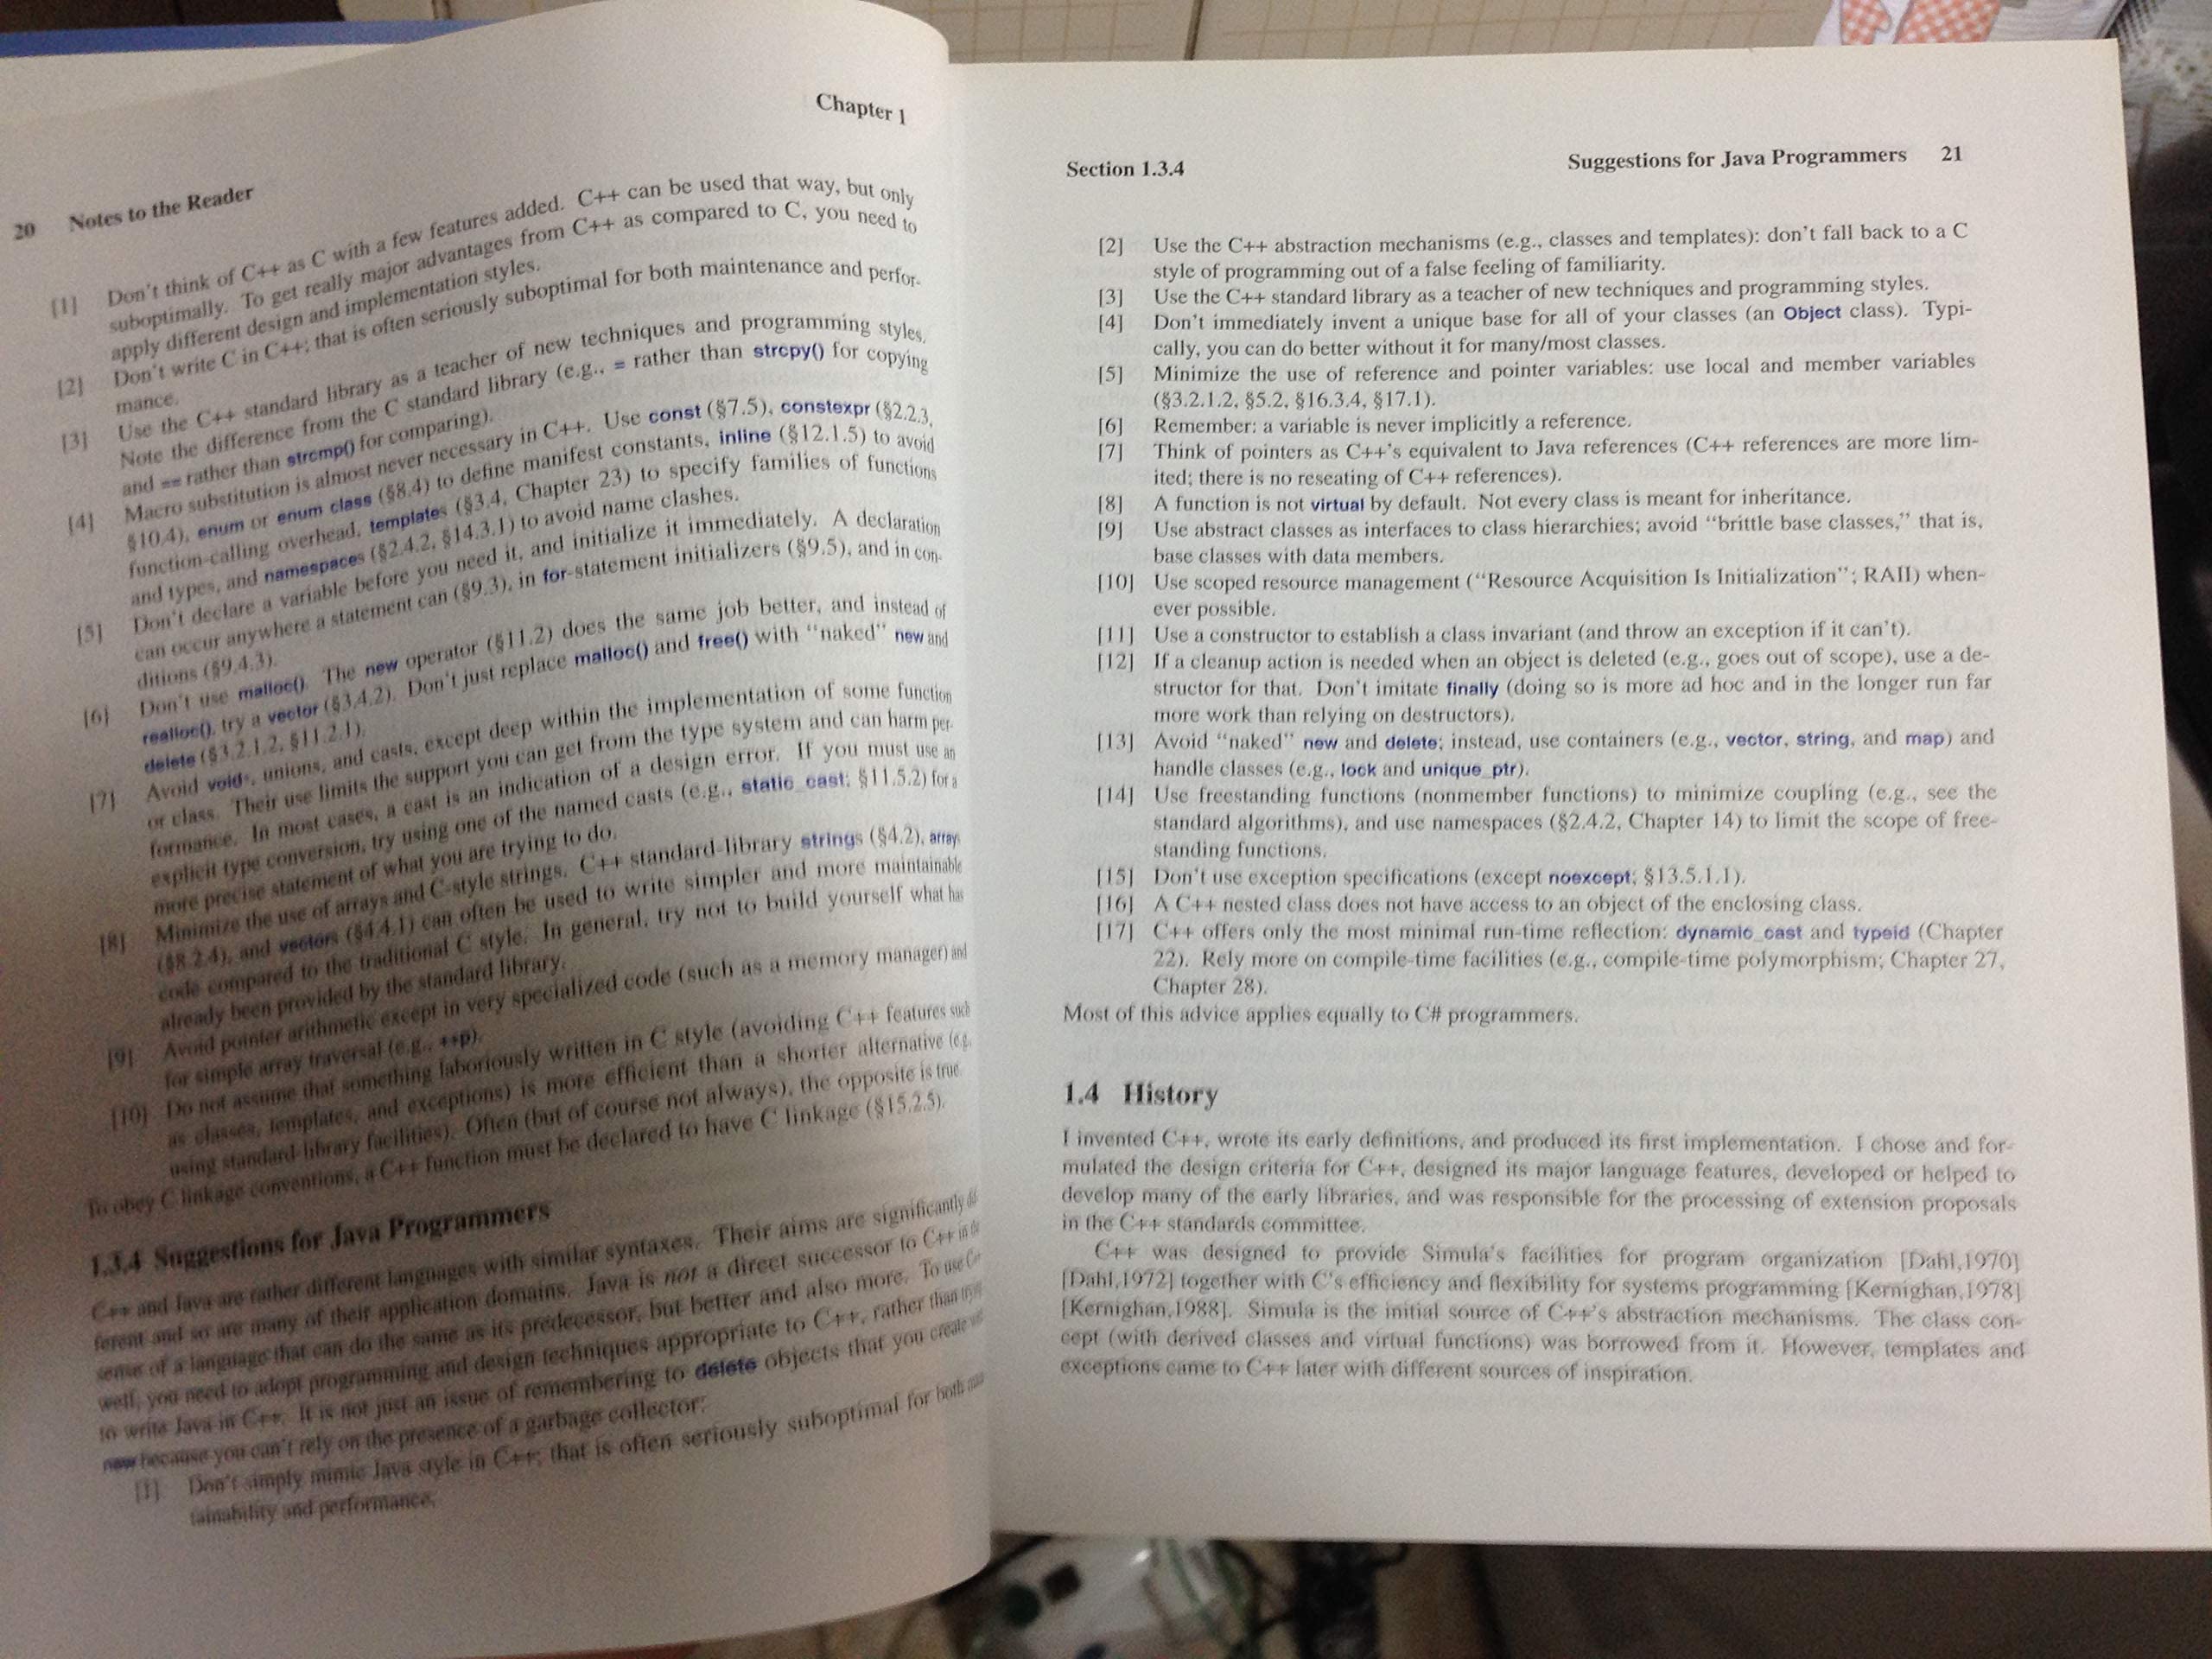 Chapter 1
20 Notes to the Reader
[1] Don't think of C++ as C with a few features added. C++ can be used that way, but only
suboptimally. To get really major advantages from C++ as compared to C, you need to
apply different design and implementation styles.
[2] Don't write C in C++; that is often seriously suboptimal for both maintenance and perfor-
mance.
[3] Use the C++ standard library as a teacher of new techniques and programming styles.
Note the difference from the C standard library (e.g., = rather than strcpy() for copying
and == rather than strcmp() for comparing).
[4] Macro substitution is almost never necessary in C++. Use const (§7.5), constexpr (§2.2.3,
§10.4), enum or enum class (§8.4) to define manifest constants, inline (§12.1.5) to avoid
function-calling overhead, templates (§3.4, Chapter 23) to specify families of functions
and types, and namespaces (§2.4.2, §14.3.1) to avoid name clashes.
[5] Don't declare a variable before you need it, and initialize it immediately. A declaration
can occur anywhere a statement can (§9.3), in for-statement initializers (§9.5), and in con-
ditions (§9.4.3).
[6] Don't use malloc(). The new operator (§11.2) does the same job better, and instead of
realloc(), try a vector (§3.4.2). Don't just replace malloc() and free() with "naked" new and
delete (§3.2.1.2, §11.2.1).
[7] Avoid void*, unions, and casts, except deep within the implementation of some function
or class. Their use limits the support you can get from the type system and can harm per-
formance. In most cases, a cast is an indication of a design error. If you must use an
explicit type conversion, try using one of the named casts (e.g., static_cast; §11.5.2) for a
more precise statement of what you are trying to do.
[8] Minimize the use of arrays and C-style strings. C++ standard-library strings (§4.2), array
(§8.2.4), and vectors (§4.4.1) can often be used to write simpler and more maintainable
code compared to the traditional C style. In general, try not to build yourself what has
already been provided by the standard library.
[9] Avoid pointer arithmetic except in very specialized code (such as a memory manager) and
for simple array traversal (e.g., ++p).
[10] Do not assume that something laboriously written in C style (avoiding C++ features such
as classes, templates, and exceptions) is more efficient than a shorter alternative (e.g.
using standard-library facilities). Often (but of course not always), the opposite is true.
To obey C linkage conventions, a C++ function must be declared to have C linkage (§15.2.5).
1.3.4 Suggestions for Java Programmers
C++ and Java are rather different languages with similar syntaxes. Their aims are significantly dif
ferent and so are many of their application domains. Java is not a direct successor to C++ in the
sense of a language that can do the same as its predecessor, but better and also more. To use C++
well, you need to adopt programming and design techniques appropriate to C++, rather than trying
to write Java in C++. It is not just an issue of remembering to delete objects that you create with
new because you can't rely on the presence of a garbage collector:
[1] Don't simply mimic Java style in C++; that is often seriously suboptimal for both main
tainability and performance.
Section 1.3.4 Suggestions for Java Programmers 21
[2] Use the C++ abstraction mechanisms (e.g., classes and templates): don't fall back to a C
style of programming out of a false feeling of familiarity.
[3] Use the C++ standard library as a teacher of new techniques and programming styles.
[4] Don't immediately invent a unique base for all of your classes (an Object class). Typi-
cally, you can do better without it for many/most classes.
[5] Minimize the use of reference and pointer variables: use local and member variables
(§3.2.1.2, §5.2, §16.3.4, §17.1).
[6] Remember: a variable is never implicitly a reference.
[7] Think of pointers as C++'s equivalent to Java references (C++ references are more lim-
ited; there is no reseating of C++ references).
[8] A function is not virtual by default. Not every class is meant for inheritance.
[9] Use abstract classes as interfaces to class hierarchies; avoid "brittle base classes," that is,
base classes with data members.
[10] Use scoped resource management ("Resource Acquisition Is Initialization"; RAII) when-
ever possible.
[11] Use a constructor to establish a class invariant (and throw an exception if it can't).
[12] If a cleanup action is needed when an object is deleted (e.g., goes out of scope), use a de-
structor for that. Don't imitate finally (doing so is more ad hoc and in the longer run far
more work than relying on destructors).
[13] Avoid "naked" new and delete; instead, use containers (e.g., vector, string, and map) and
handle classes (e.g., lock and unique_ptr).
[14] Use freestanding functions (nonmember functions) to minimize coupling (e.g., see the
standard algorithms), and use namespaces (§2.4.2, Chapter 14) to limit the scope of free-
standing functions.
[15] Don't use exception specifications (except noexcept; §13.5.1.1).
[16] A C++ nested class does not have access to an object of the enclosing class.
[17] C++ offers only the most minimal run-time reflection: dynamic_cast and typeid (Chapter
22). Rely more on compile-time facilities (e.g., compile-time polymorphism; Chapter 27,
Chapter 28).
Most of this advice applies equally to C# programmers.
1.4 History
I invented C++, wrote its early definitions, and produced its first implementation. I chose and for-
mulated the design criteria for C++, designed its major language features, developed or helped to
develop many of the early libraries, and was responsible for the processing of extension proposals
in the C++ standards committee.
C++ was designed to provide Simula's facilities for program organization [Dahl,1970]
[Dahl,1972] together with C's efficiency and flexibility for systems programming [Kernighan,1978]
[Kernighan,1988]. Simula is the initial source of C++'s abstraction mechanisms. The class con-
cept (with derived classes and virtual functions) was borrowed from it. However, templates and
exceptions came to C++ later with different sources of inspiration.